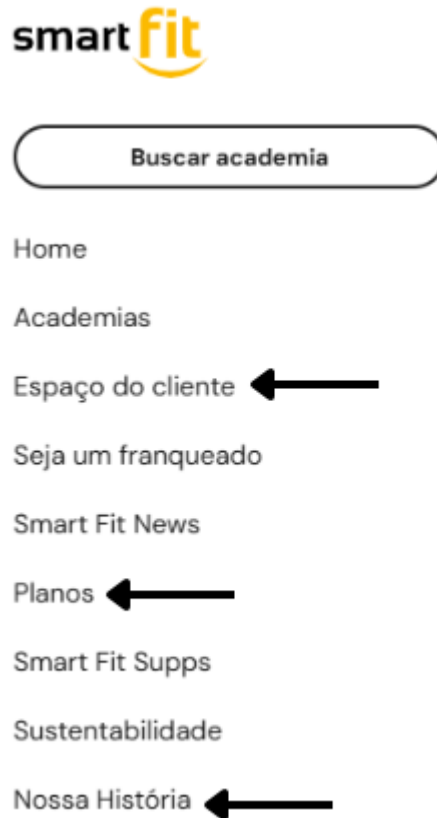 smart fit
Buscar academia
Home
Academias
Espaço do cliente
Seja um franqueado
Smart Fit News
Planos
Smart Fit Supps
Sustentabilidade
Nossa História